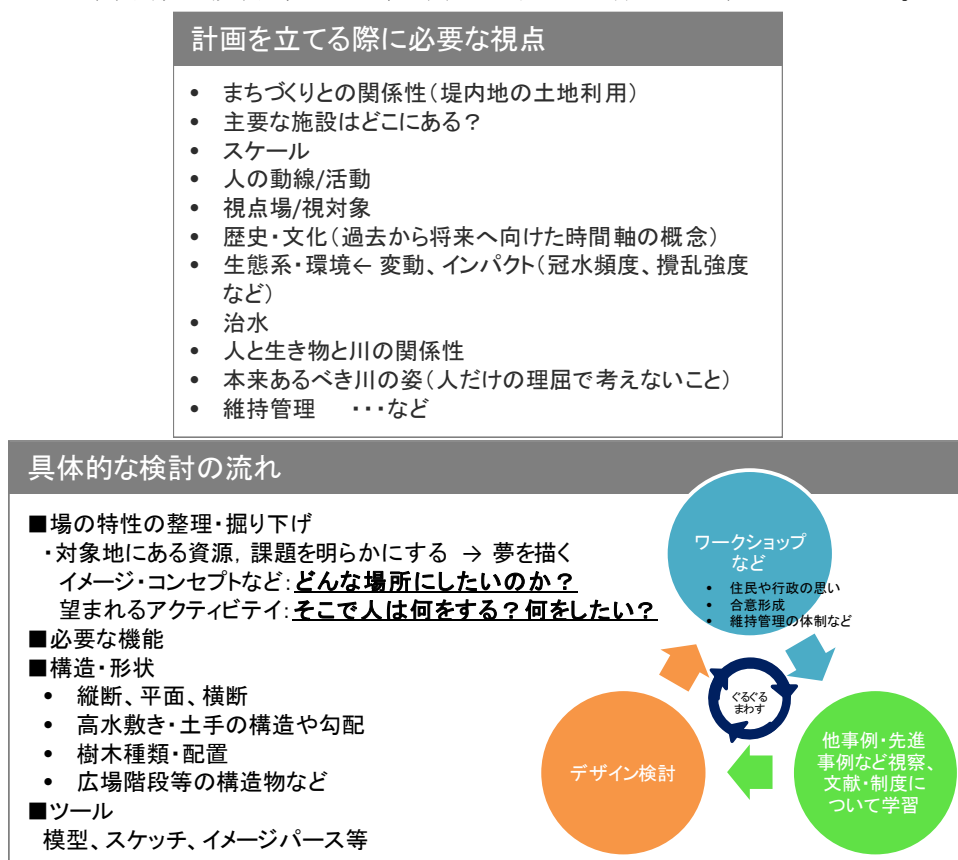 計画を立てる際に必要な視点
• まちづくりとの関係性（堤内地の土地利用）
• 主要な施設はどこにある？
• スケール
• 人の動線/活動
• 視点場/視対象
• 歴史・文化（過去から将来へ向けた時間軸の概念）
• 生態系・環境← 変動、インパクト（冠水頻度、攪乱強度
など）
• 治水
• 人と生き物と川の関係性
• 本来あるべき川の姿（人だけの理屈で考えないこと）
• 維持管理　・・・など
具体的な検討の流れ
■場の特性の整理・掘り下げ
・対象地にある資源，課題を明らかにする → 夢を描く
イメージ・コンセプトなど：どんな場所にしたいのか？
望まれるアクティビテイ：そこで人は何をする？何をしたい？
■必要な機能
■構造・形状
• 縦断、平面、横断
• 高水敷き・土手の構造や勾配
• 樹木種類・配置
• 広場階段等の構造物など
■ツール
模型、スケッチ、イメージパース等
ワークショップ
など
• 住民や行政の思い
• 合意形成
• 維持管理の体制など
ぐるぐる
まわす
他事例・先進
事例など視察、
文献・制度に
ついて学習
デザイン検討